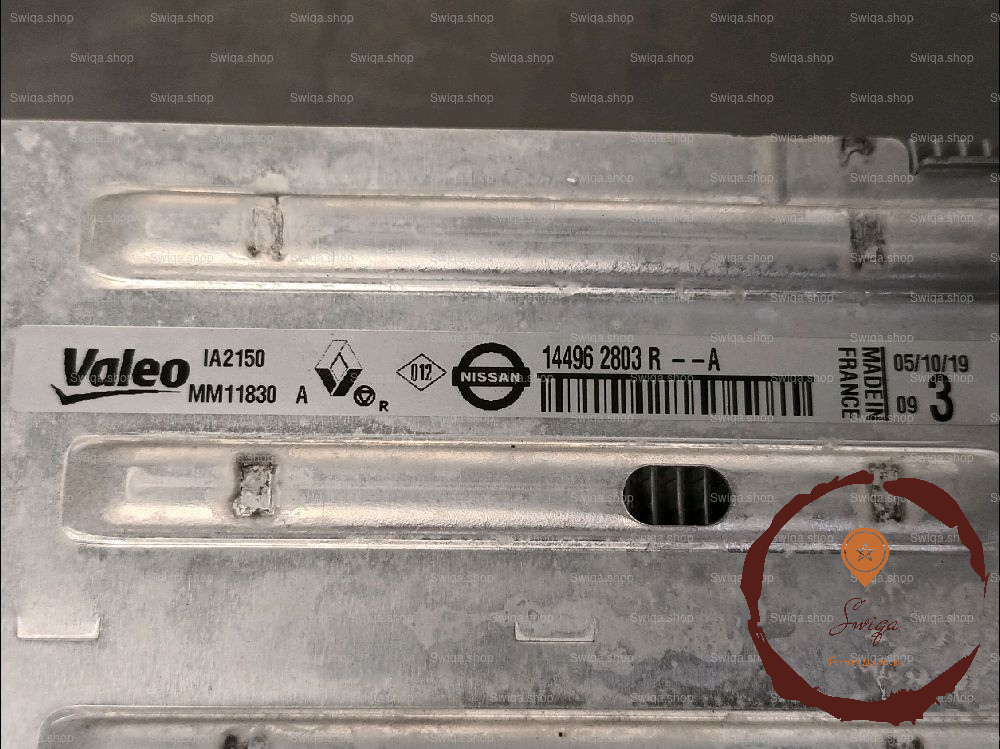 Valeo
IA2150
MM11830 A
R
012
NISSAN
14496 2803 R --A
MADE IN
FRANCE
05/10/19
09 3
Swiqa
Swiqa.shop